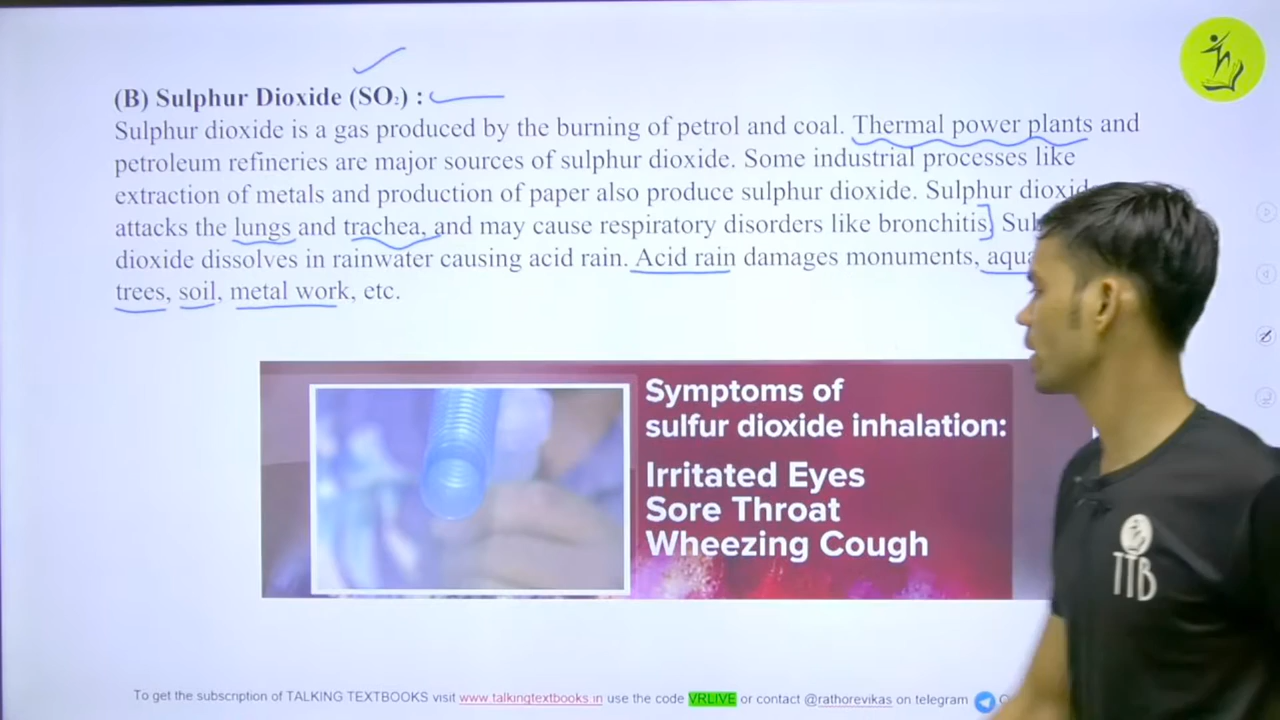 (B) Sulphur Dioxide (SO₂) :
Sulphur dioxide is a gas produced by the burning of petrol and coal. Thermal power plants and
petroleum refineries are major sources of sulphur dioxide. Some industrial processes like
extraction of metals and production of paper also produce sulphur dioxide. Sulphur
attacks the lungs and trachea, and may cause respiratory disorders like bronchitis.
dioxide dissolves in rainwater causing acid rain. Acid rain damages monuments,
trees, soil, metal work, etc.
Symptoms of
sulfur dioxide inhalation:
Irritated Eyes
Sore Throat
Wheezing Cough
TTB
To get the subscription of TALKING TEXTBOOKS visit www.talkingtextbooks.in use the code VRLIVE or contact @rathorevikas on telegram